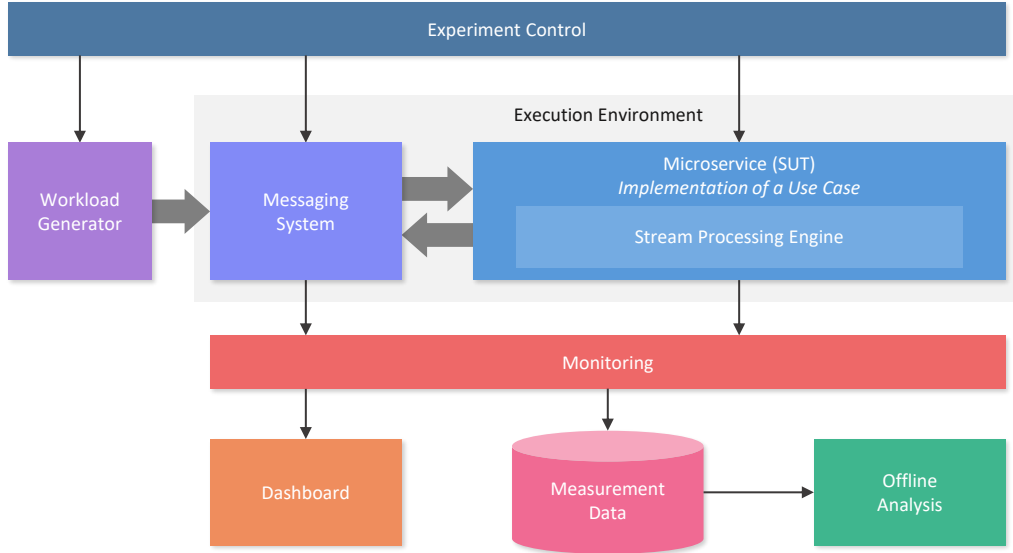 Experiment Control
Execution Environment
Workload
Generator
Messaging
System
Microservice (SUT)
Implementation of a Use Case
Stream Processing Engine
Monitoring
Dashboard
Measurement
Data
Offline
Analysis